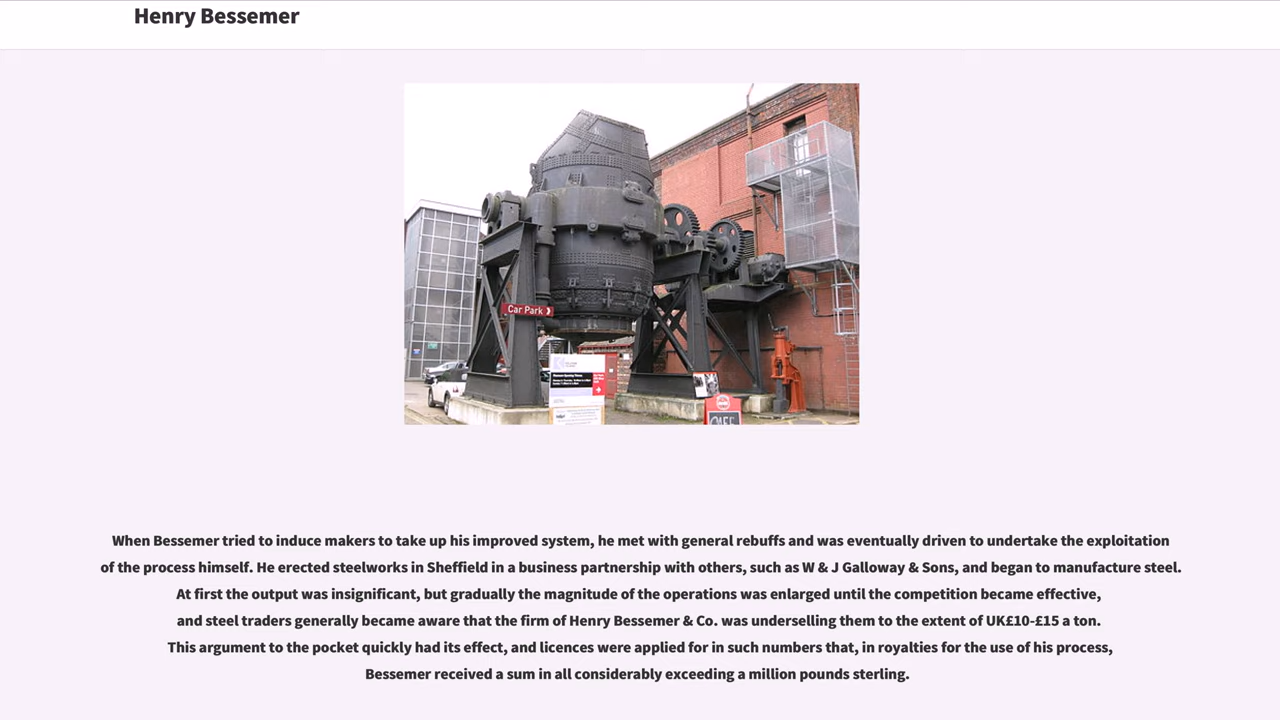 Henry Bessemer
Car Park
CAFE
When Bessemer tried to induce makers to take up his improved system, he met with general rebuffs and was eventually driven to undertake the exploitation
of the process himself. He erected steelworks in Sheffield in a business partnership with others, such as W & J Galloway & Sons, and began to manufacture steel.
At first the output was insignificant, but gradually the magnitude of the operations was enlarged until the competition became effective,
and steel traders generally became aware that the firm of Henry Bessemer & Co. was underselling them to the extent of UK£10-£15 a ton.
This argument to the pocket quickly had its effect, and licences were applied for in such numbers that, in royalties for the use of his process,
Bessemer received a sum in all considerably exceeding a million pounds sterling.